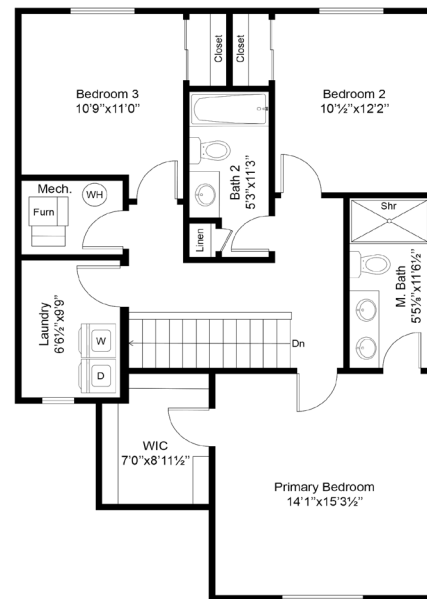 Closet
Closet
Bedroom 3
10'9"x11'0"
Bedroom 2
10'½"x12'2"
Bath 2
5'3"x11'3"
Mech.
WH
Furn
Linen
Shr
M. Bath
5'5⅛"x11'6½"
Laundry
6'6½"x9'9"
W
D
Dn
WIC
7'0"x8'11½"
Primary Bedroom
14'1"x15'3½"